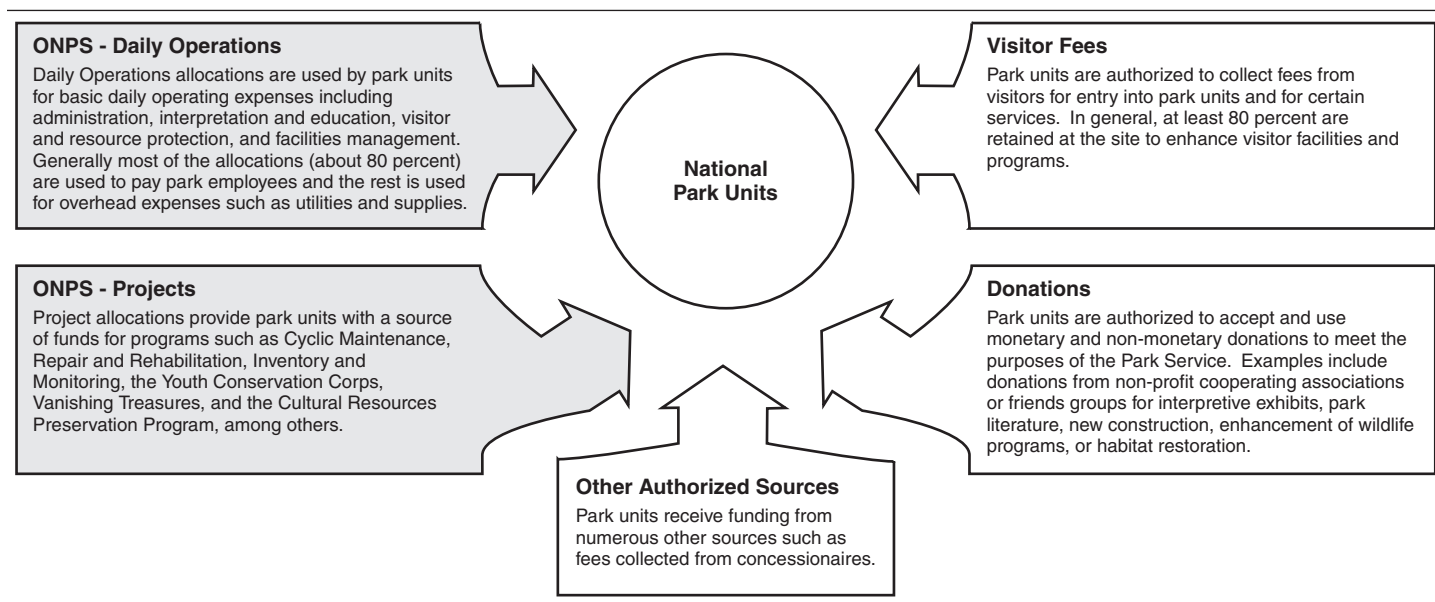 ONPS - Daily Operations
Daily Operations allocations are used by park units
for basic daily operating expenses including
administration, interpretation and education, visitor
and resource protection, and facilities management.
Generally most of the allocations (about 80 percent)
are used to pay park employees and the rest is used
for overhead expenses such as utilities and supplies.
Visitor Fees
Park units are authorized to collect fees from
visitors for entry into park units and for certain
services. In general, at least 80 percent are
retained at the site to enhance visitor facilities and
programs.
National
Park Units
ONPS - Projects
Project allocations provide park units with a source
of funds for programs such as Cyclic Maintenance,
Repair and Rehabilitation, Inventory and
Monitoring, the Youth Conservation Corps,
Vanishing Treasures, and the Cultural Resources
Preservation Program, among others.
Donations
Park units are authorized to accept and use
monetary and non-monetary donations to meet the
purposes of the Park Service. Examples include
donations from non-profit cooperating associations
or friends groups for interpretive exhibits, park
literature, new construction, enhancement of wildlife
programs, or habitat restoration.
Other Authorized Sources
Park units receive funding from
numerous other sources such as
fees collected from concessionaires.